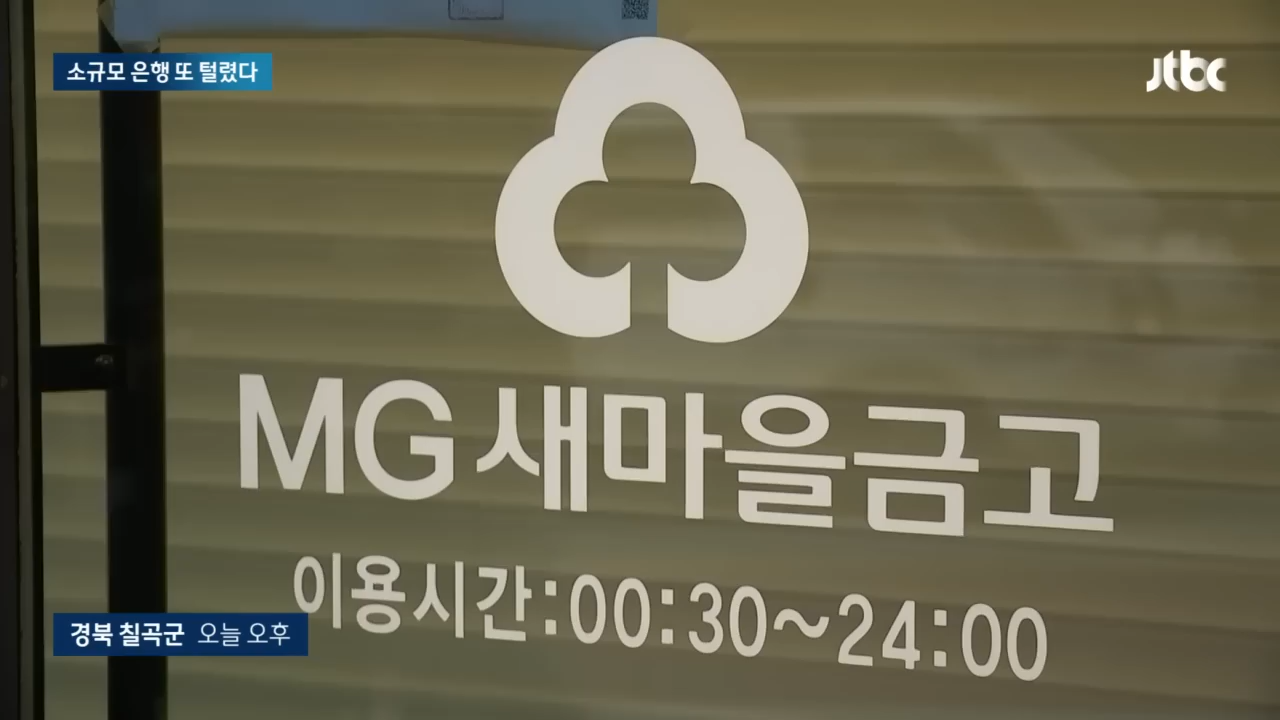 소규모 은행 또 털렸다
jtbc
MG새마을금고
이용시간:00:30~24:00
경북 칠곡군 오늘 오후